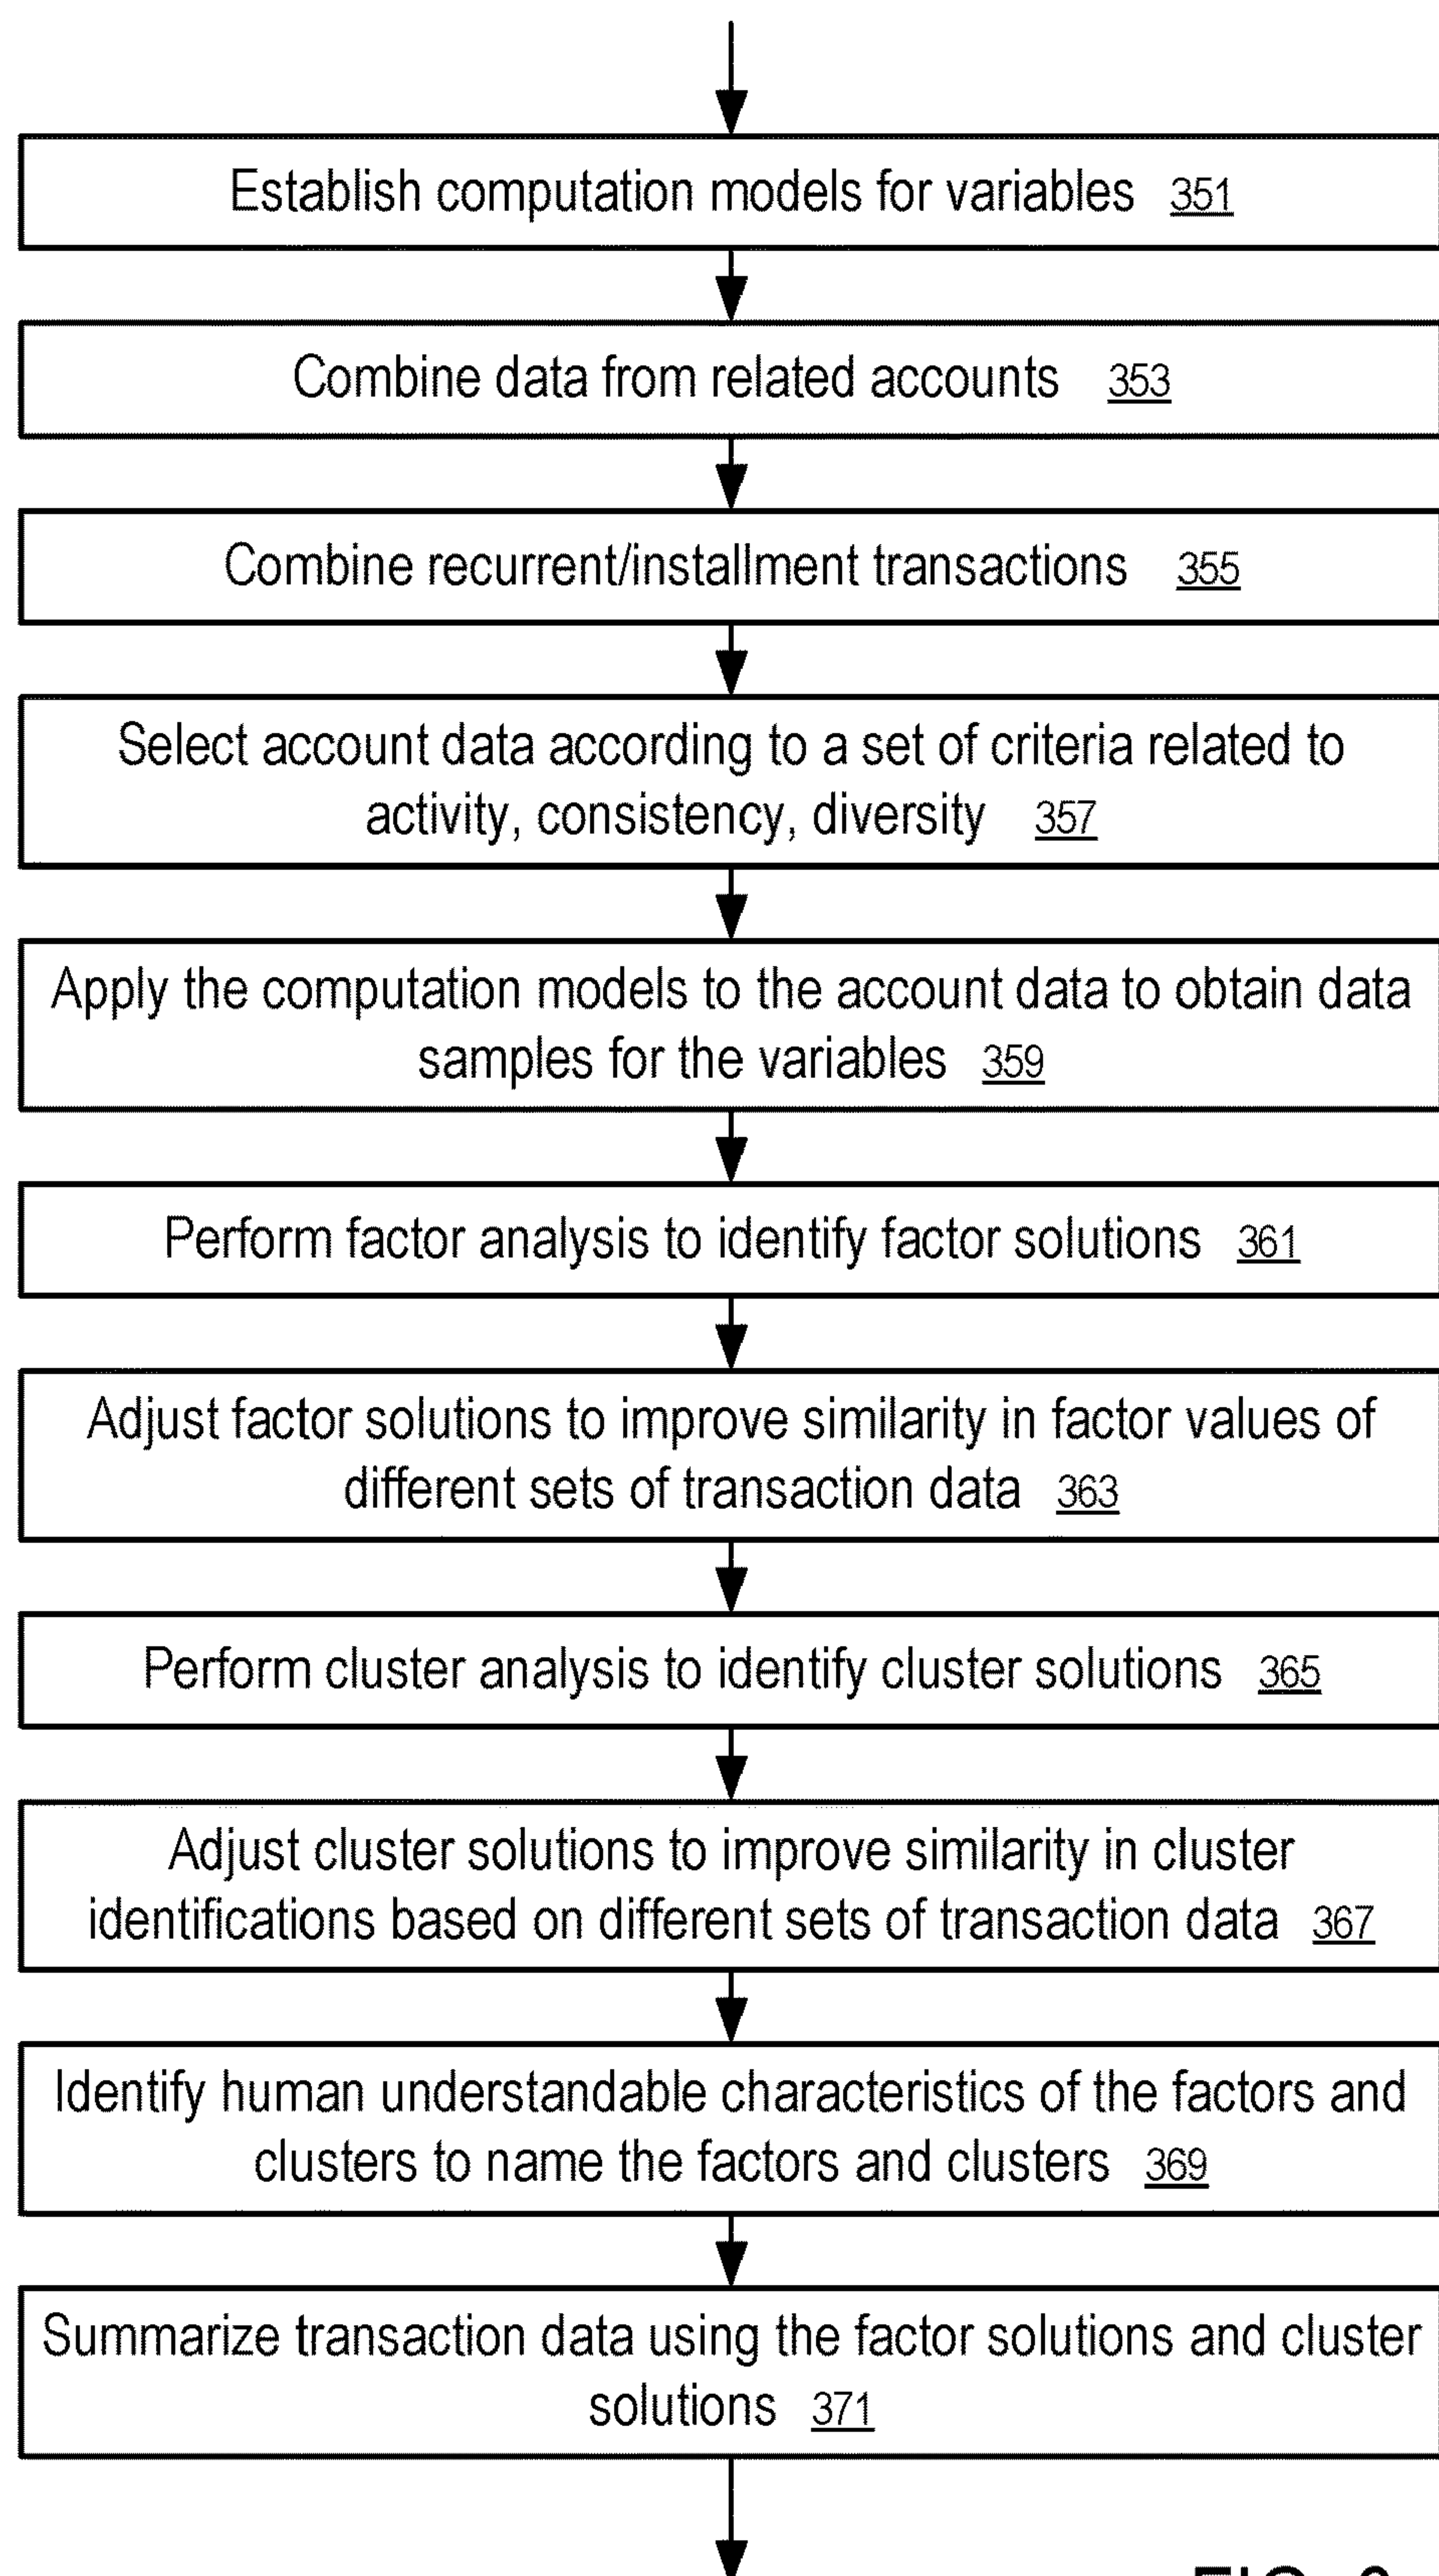 Establish computation models for variables 351
Combine data from related accounts 353
Combine recurrent/installment transactions 355
Select account data according to a set of criteria related to
activity, consistency, diversity 357
Apply the computation models to the account data to obtain data
samples for the variables 359
Perform factor analysis to identify factor solutions 361
Adjust factor solutions to improve similarity in factor values of
different sets of transaction data 363
Perform cluster analysis to identify cluster solutions 365
Adjust cluster solutions to improve similarity in cluster
identifications based on different sets of transaction data 367
Identify human understandable characteristics of the factors and
clusters to name the factors and clusters 369
Summarize transaction data using the factor solutions and cluster
solutions 371